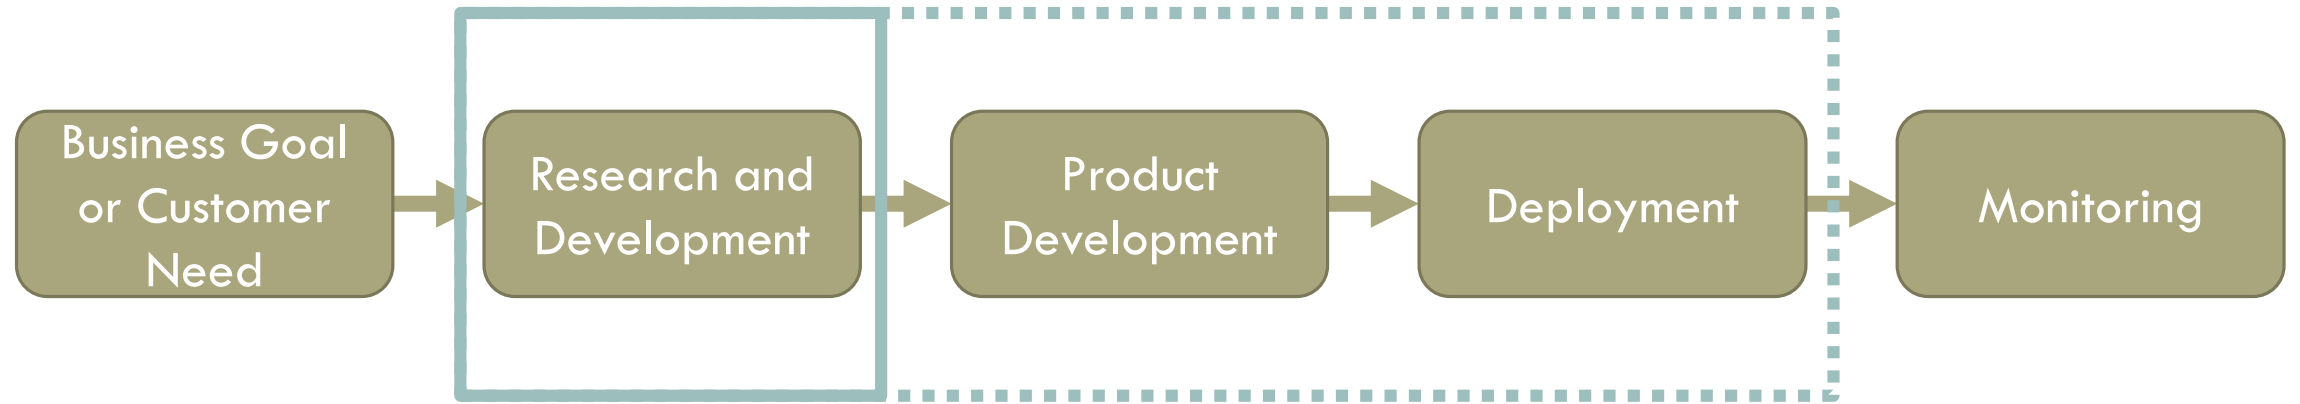 Business Goal
or Customer
Need
Research and
Development
Product
Development
Deployment
Monitoring